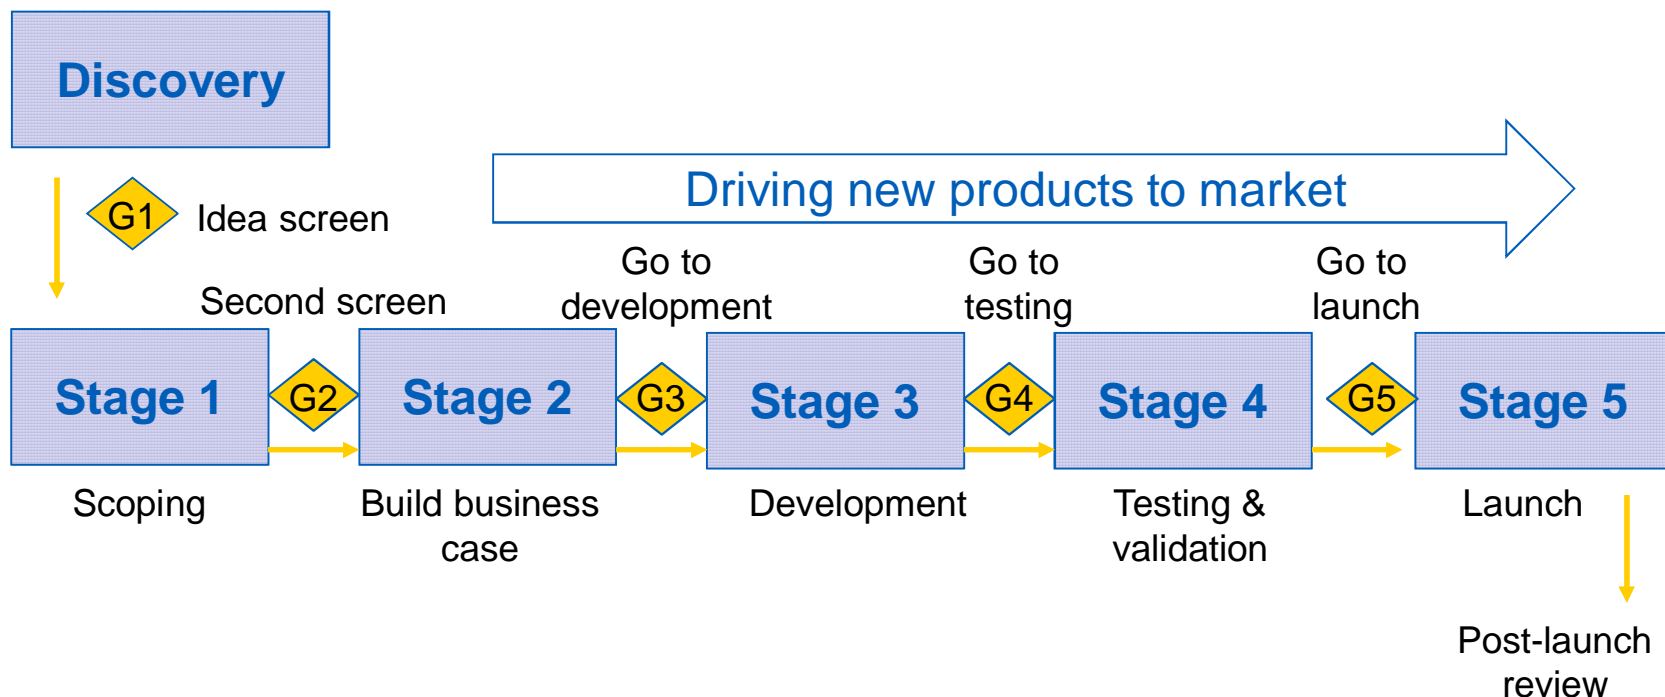 Discovery
G1
Idea screen
Driving new products to market
Second screen
Go to
development
Go to
testing
Go to
launch
Stage 1
G2
Stage 2
G3
Stage 3
G4
Stage 4
G5
Stage 5
Scoping
Build business
case
Development
Testing &
validation
Launch
Post-launch
review